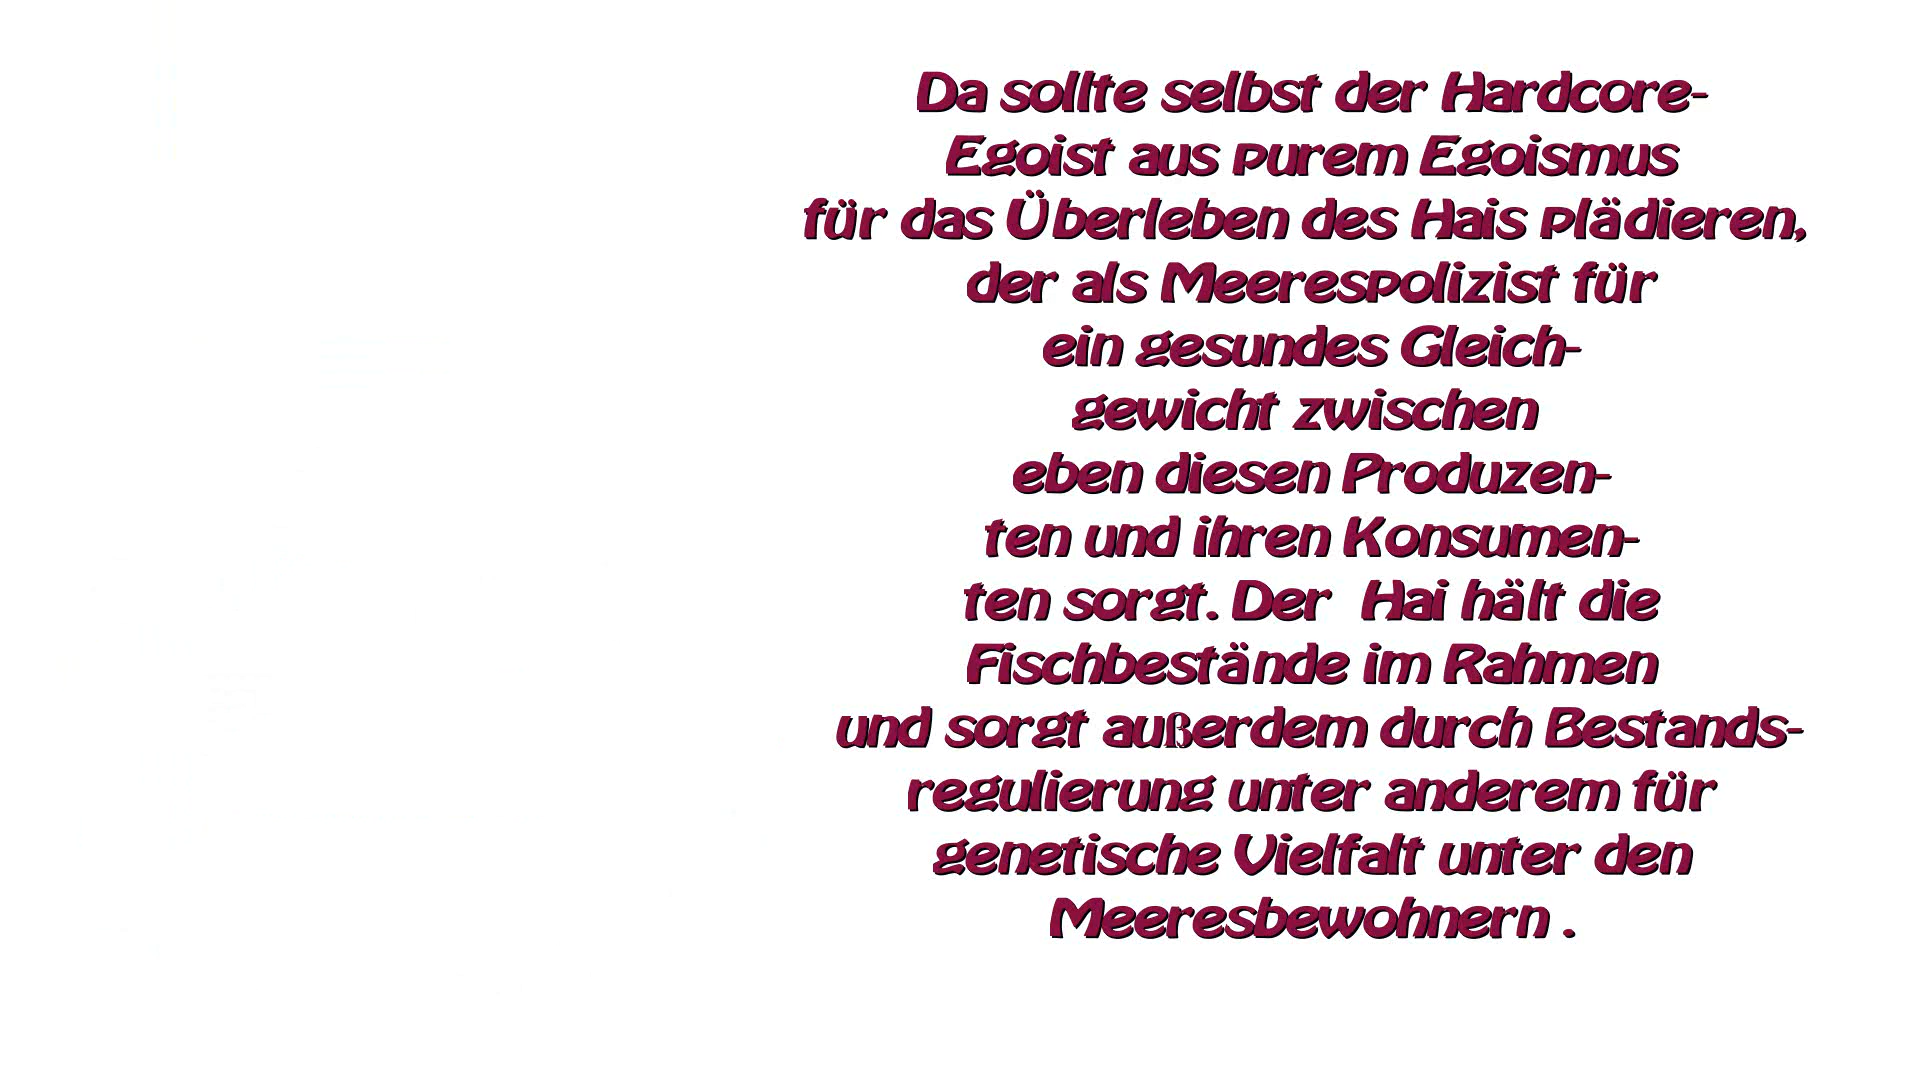 Da sollte selbst der Hardcore-
Egoist aus purem Egoismus
für das Überleben des Hais plädieren,
der als Meerespolizist für
ein gesundes Gleich-
gewicht zwischen
eben diesen Produzen-
ten und ihren Konsumen-
ten sorgt. Der  Hai hält die
Fischbestände im Rahmen
und sorgt außerdem durch Bestands-
regulierung unter anderem für
genetische Vielfalt unter den
Meeresbewohnern .